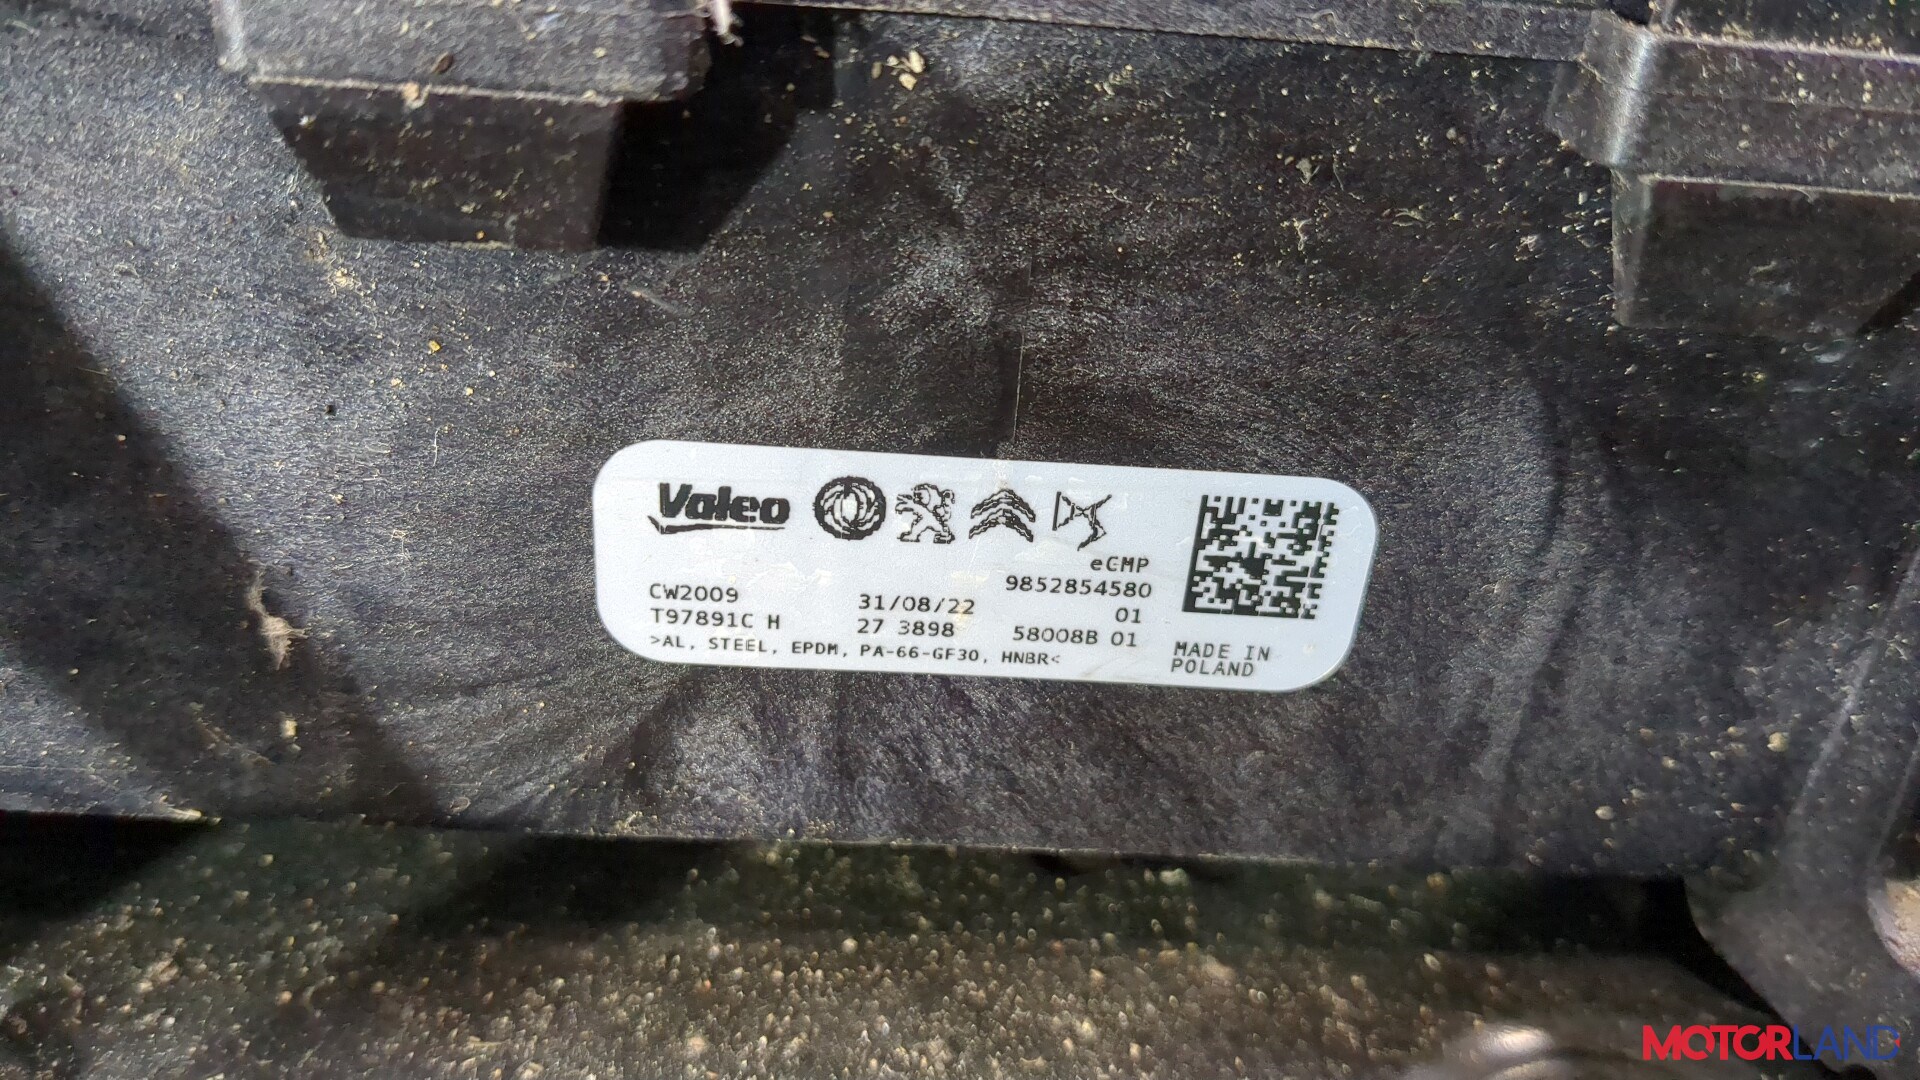 Valeo
eCMP
9852854580
CW2009 31/08/22 01
T97891C H 27 3898 58008B 01
>AL, STEEL, EPDM, PA-66-GF30, HNBR<
MADE IN
POLAND
MOTORLAND